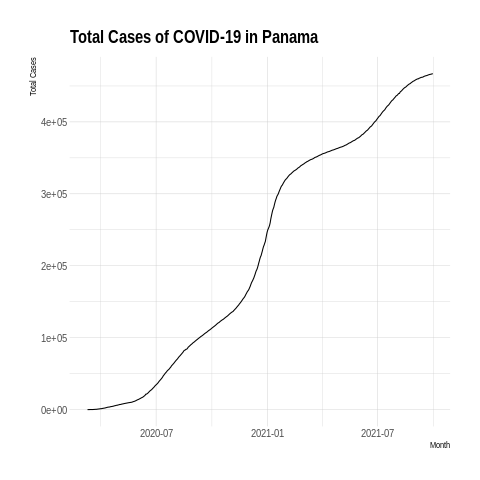 Total Cases of COVID-19 in Panama
Total Cases
4e+05
3e+05
2e+05
1e+05
0e+00
2020-07 2021-01 2021-07
Month